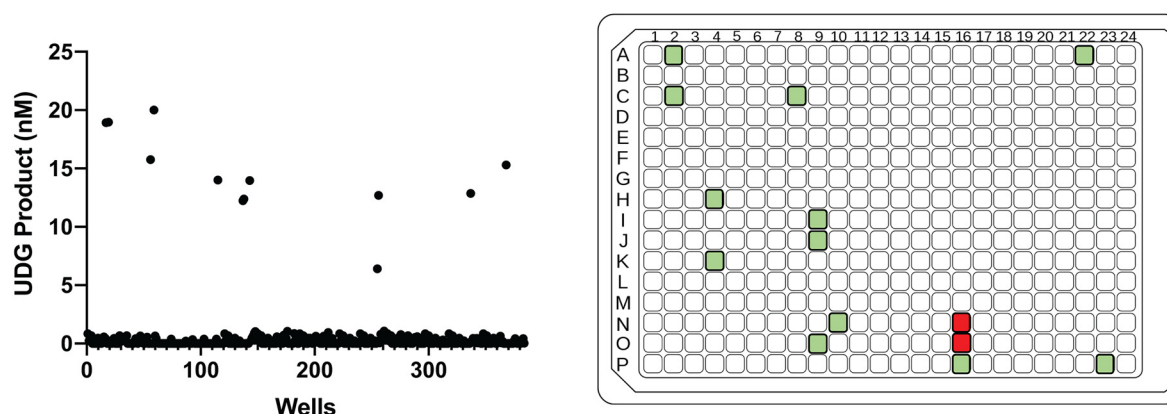 UDG Product (nM)
25
20
15
10
5
0
0 100 200 300
Wells
1 2 3 4 5 6 7 8 9 10 11 12 13 14 15 16 17 18 19 20 21 22 23 24
A
B
C
D
E
F
G
H
I
J
K
L
M
N
O
P